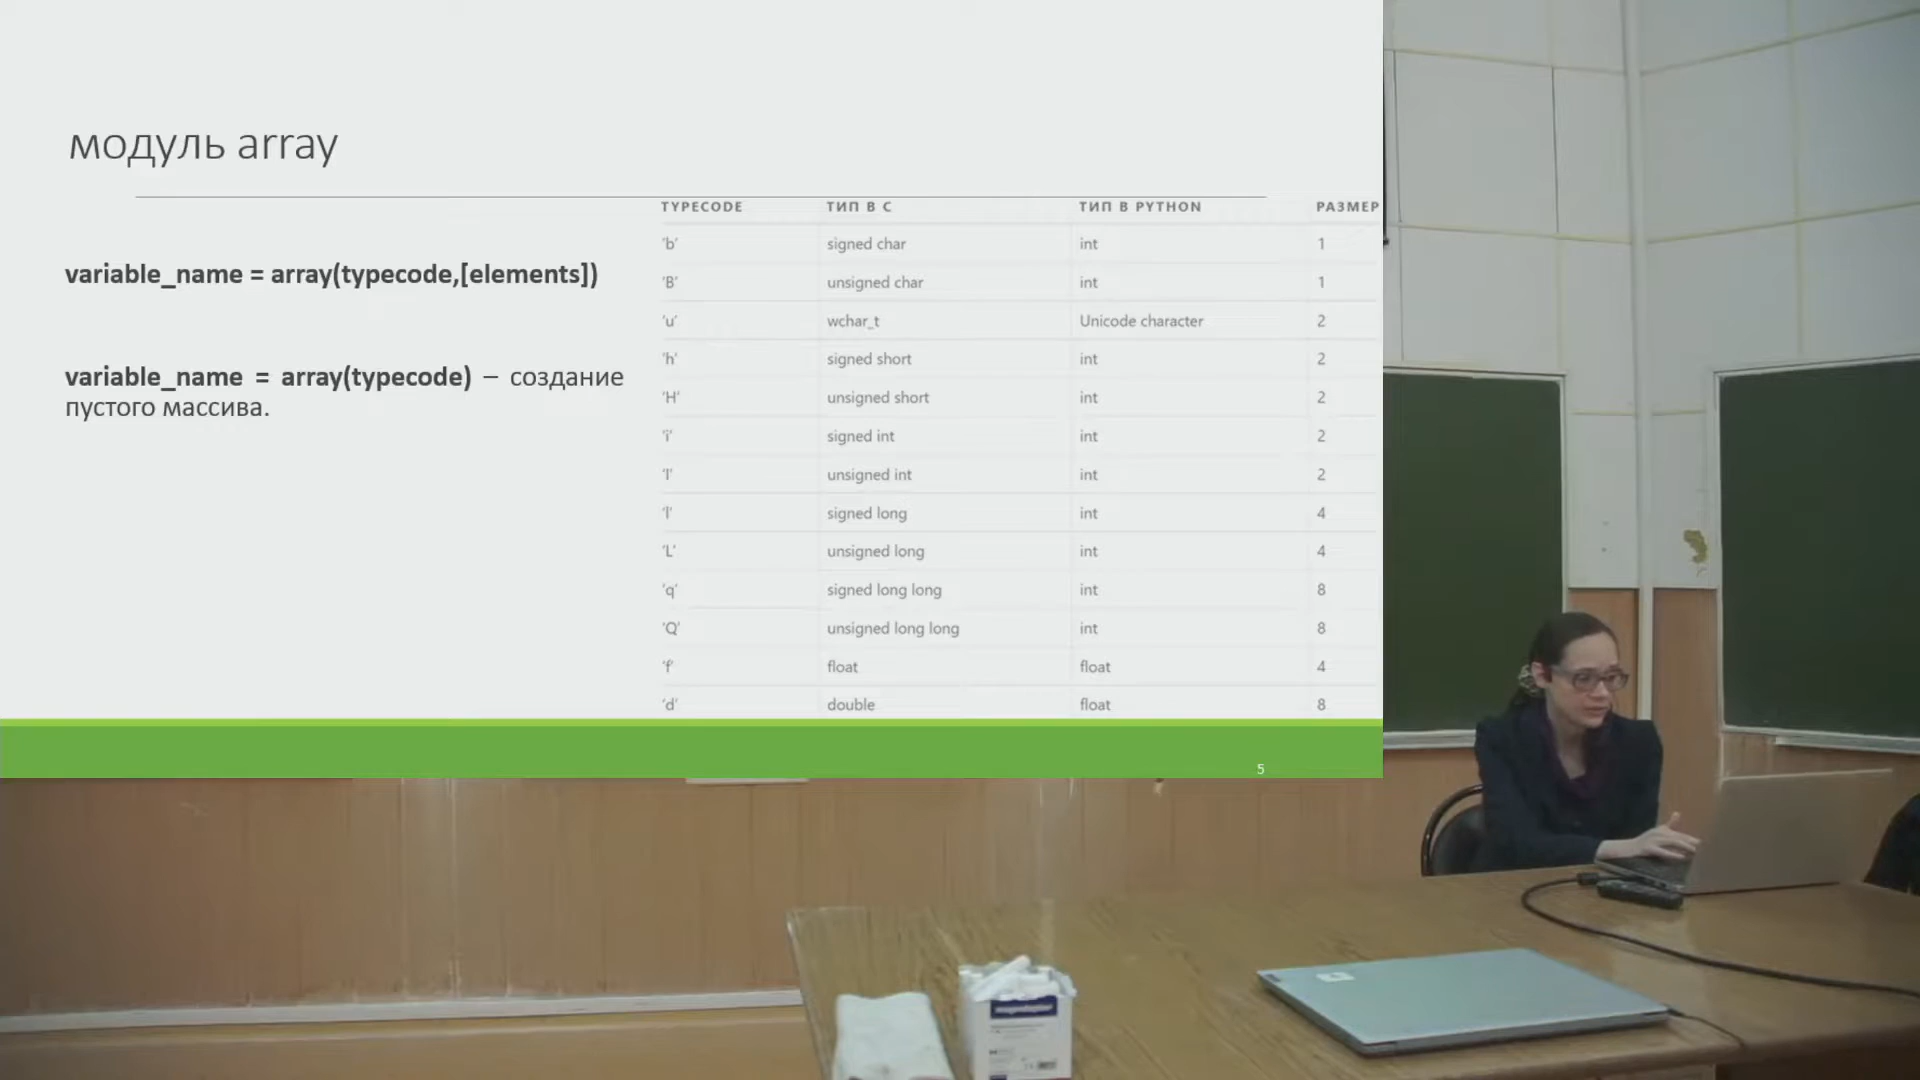 модуль array
variable_name = array(typecode,[elements])
variable_name = array(typecode) – создание
пустого массива.
TYPECODE ТИП В C ТИП В PYTHON РАЗМЕР
'b' signed char int 1
'B' unsigned char int 1
'u' wchar_t Unicode character 2
'h' signed short int 2
'H' unsigned short int 2
'i' signed int int 2
'I' unsigned int int 2
'l' signed long int 4
'L' unsigned long int 4
'q' signed long long int 8
'Q' unsigned long long int 8
'f' float float 4
'd' double float 8
5